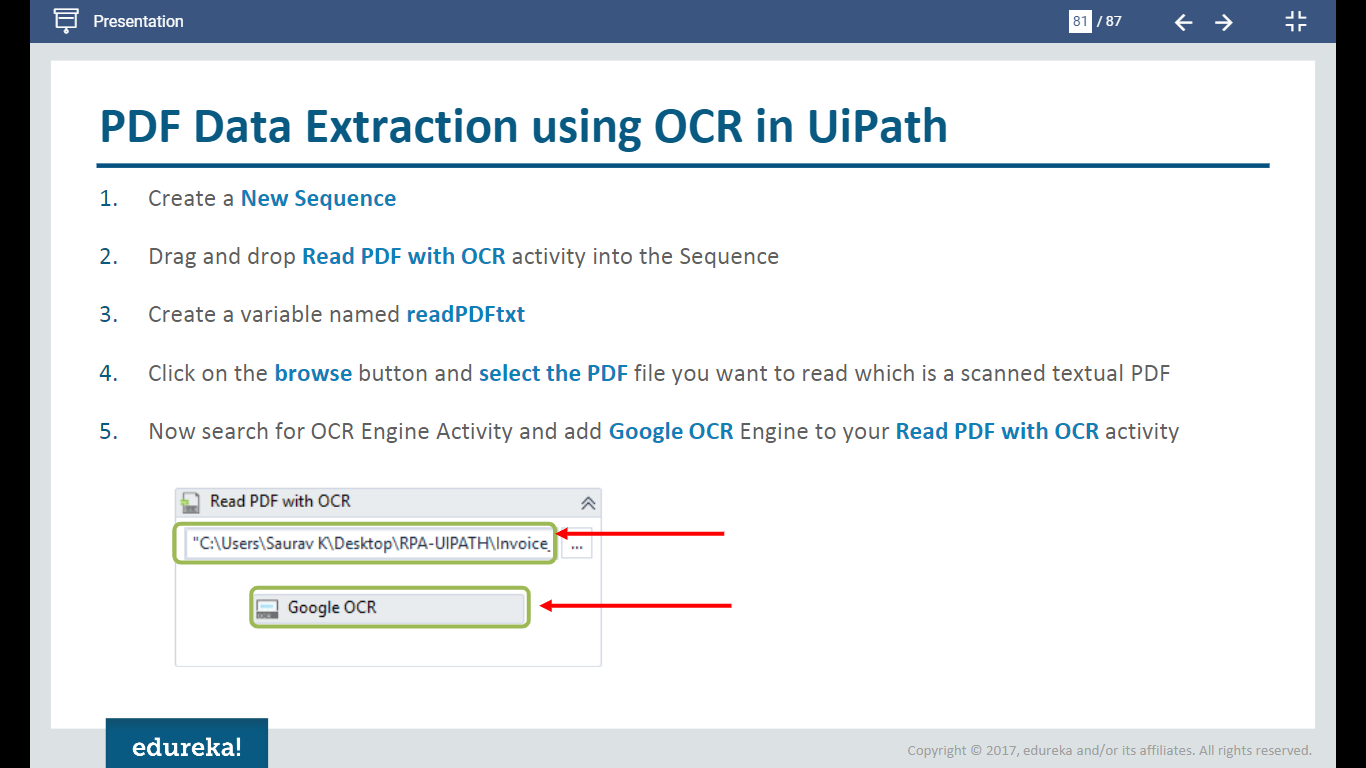 Presentation
81 / 87
PDF Data Extraction using OCR in UiPath
1. Create a New Sequence
2. Drag and drop Read PDF with OCR activity into the Sequence
3. Create a variable named readPDFtxt
4. Click on the browse button and select the PDF file you want to read which is a scanned textual PDF
5. Now search for OCR Engine Activity and add Google OCR Engine to your Read PDF with OCR activity
Read PDF with OCR
"C:\Users\Saurav K\Desktop\RPA-UIPATH\Invoice_
...
Google OCR
edureka!
Copyright © 2017, edureka and/or its affiliates. All rights reserved.